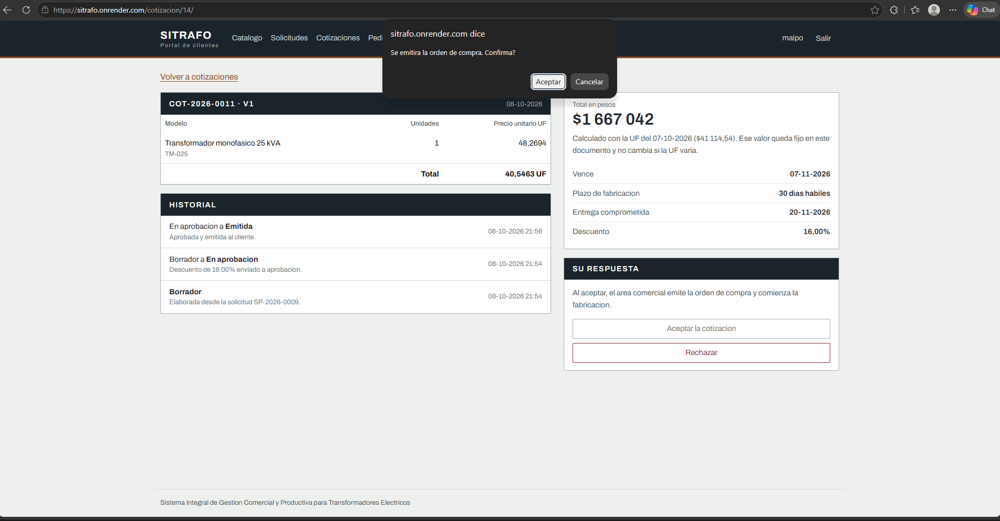 https://sitrafo.onrender.com/cotizacion/14/
Chat
SITRAFO
Portal de clientes
Catalogo
Solicitudes
Cotizaciones
Pedi
maipo
Salir
sitrafo.onrender.com dice
Se emitira la orden de compra. Confirma?
Aceptar
Cancelar
Volver a cotizaciones
COT-2026-0011 · V1 08-10-2026
Modelo Unidades Precio unitario UF
Transformador monofasico 25 kVA 1 48,2694
TM-025
Total 40,5463 UF
HISTORIAL
En aprobacion a Emitida 08-10-2026 21:56
Aprobada y emitida al cliente.
Borrador a En aprobacion 08-10-2026 21:54
Descuento de 16.00% enviado a aprobacion.
Borrador 08-10-2026 21:54
Elaborada desde la solicitud SP-2026-0009.
Total en pesos
$1 667 042
Calculado con la UF del 07-10-2026 ($41 114,54). Ese valor queda fijo en este
documento y no cambia si la UF varia.
Vence 07-11-2026
Plazo de fabricacion 30 dias habiles
Entrega comprometida 20-11-2026
Descuento 16,00%
SU RESPUESTA
Al aceptar, el area comercial emite la orden de compra y comienza la
fabricacion.
Aceptar la cotizacion
Rechazar
Sistema Integral de Gestion Comercial y Productiva para Transformadores Electricos